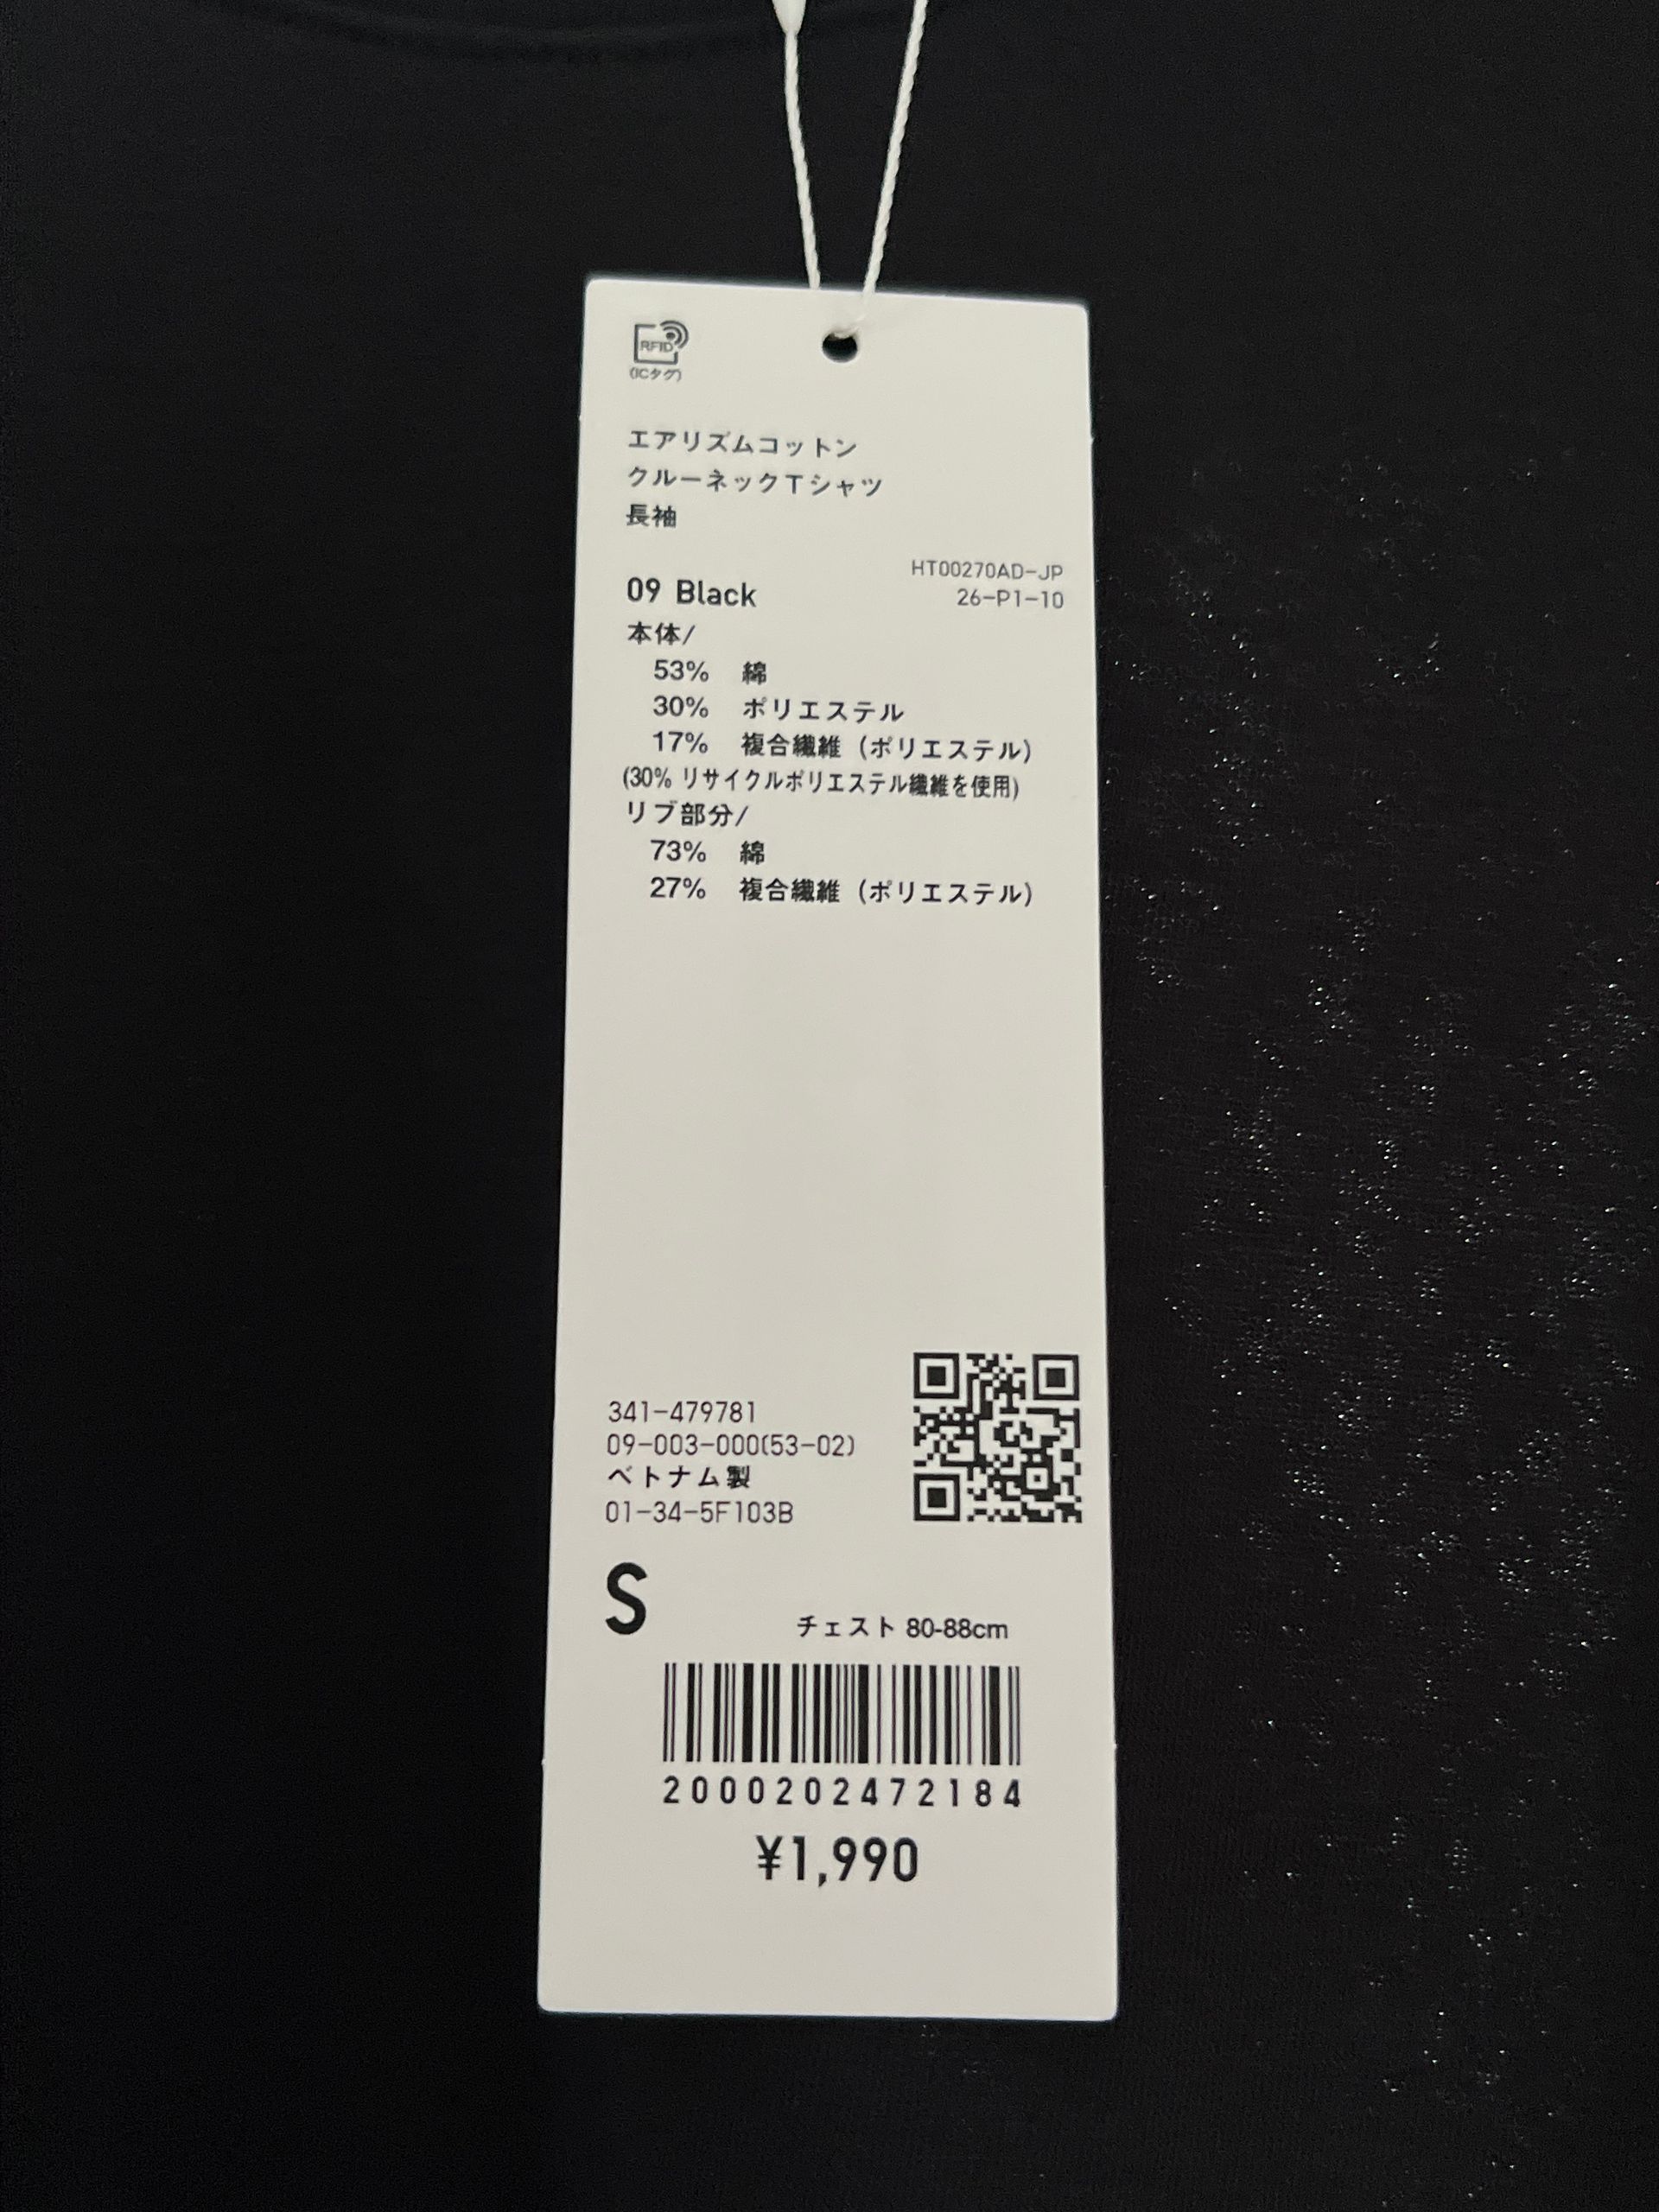 RFID
(ICタグ)
エアリズムコットン
クルーネックTシャツ
長袖
HT00270AD-JP
09 Black
26-P1-10
本体/
53% 綿
30% ポリエステル
17% 複合繊維(ポリエステル)
(30% リサイクルポリエステル繊維を使用)
リブ部分/
73% 綿
27% 複合繊維(ポリエステル)
341-479781
09-003-000(53-02)
ベトナム製
01-34-5F103B
S
チェスト 80-88cm
2000202472184
¥1,990